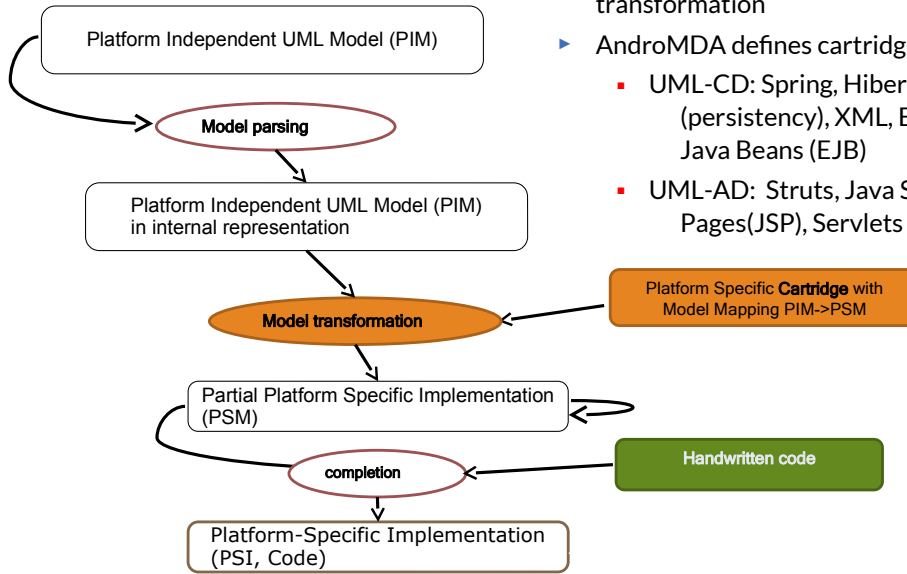 transformation
Platform Independent UML Model (PIM)
AndroMDA defines
UML-CD: Spring,
(persistency), XML,
Java Beans (EJB)
Model parsing
UML-AD: Struts, Java
Pages(JSP), Servlets
Platform Independent UML Model (PIM)
in internal representation
Platform Specific Cartridge with
Model Mapping PIM->PSM
Model transformation
Partial Platform Specific Implementation
(PSM)
Handwritten code
completion
Platform-Specific Implementation
(PSI, Code)